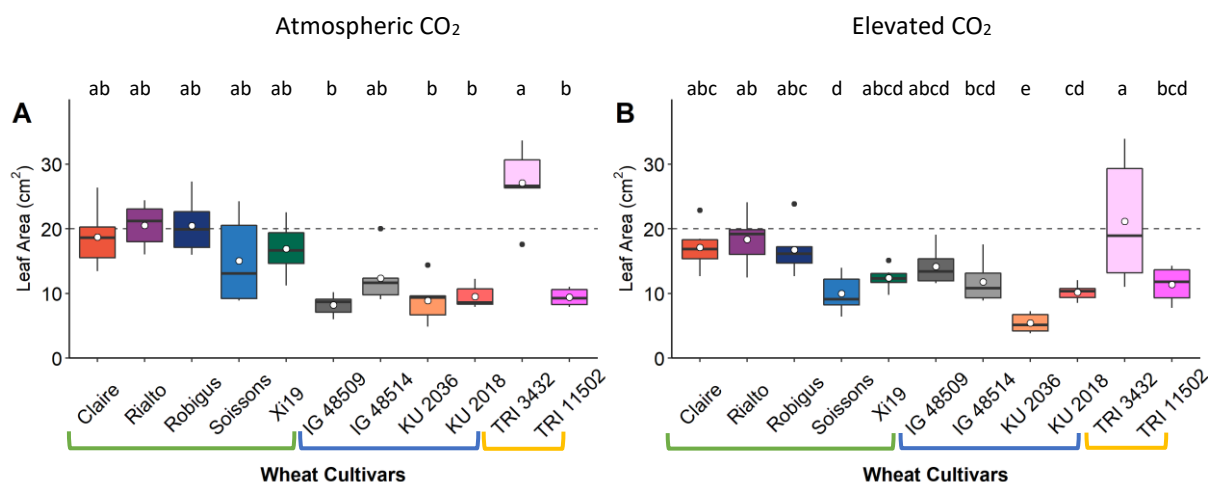 Atmospheric CO₂
Elevated CO₂
ab ab ab ab ab b ab b b a b
abc ab abc d abcd abcd bcd e cd a bcd
A
B
Leaf Area (cm²)
30
20
10
0
Claire
Rialto
Robigus
Soissons
Xi19
IG 48509
IG 48514
KU 2036
KU 2018
TRI 3432
TRI 11502
Wheat Cultivars
Leaf Area (cm²)
30
20
10
0
Claire
Rialto
Robigus
Soissons
Xi19
IG 48509
IG 48514
KU 2036
KU 2018
TRI 3432
TRI 11502
Wheat Cultivars